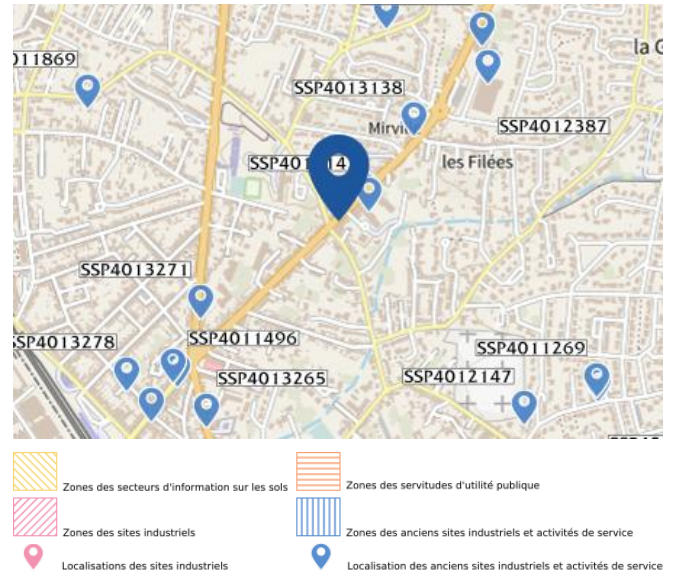 la G
011869
SSP4013138
Mirvi
SSP4012387
SSP401 14
les Filées
SSP4013271
SSP4013278
SSP4011496
SSP4011269
SSP4013265
SSP4012147
Zones des secteurs d'information sur les sols
Zones des servitudes d'utilité publique
Zones des sites industriels
Zones des anciens sites industriels et activités de service
Localisations des sites industriels
Localisation des anciens sites industriels et activités de service